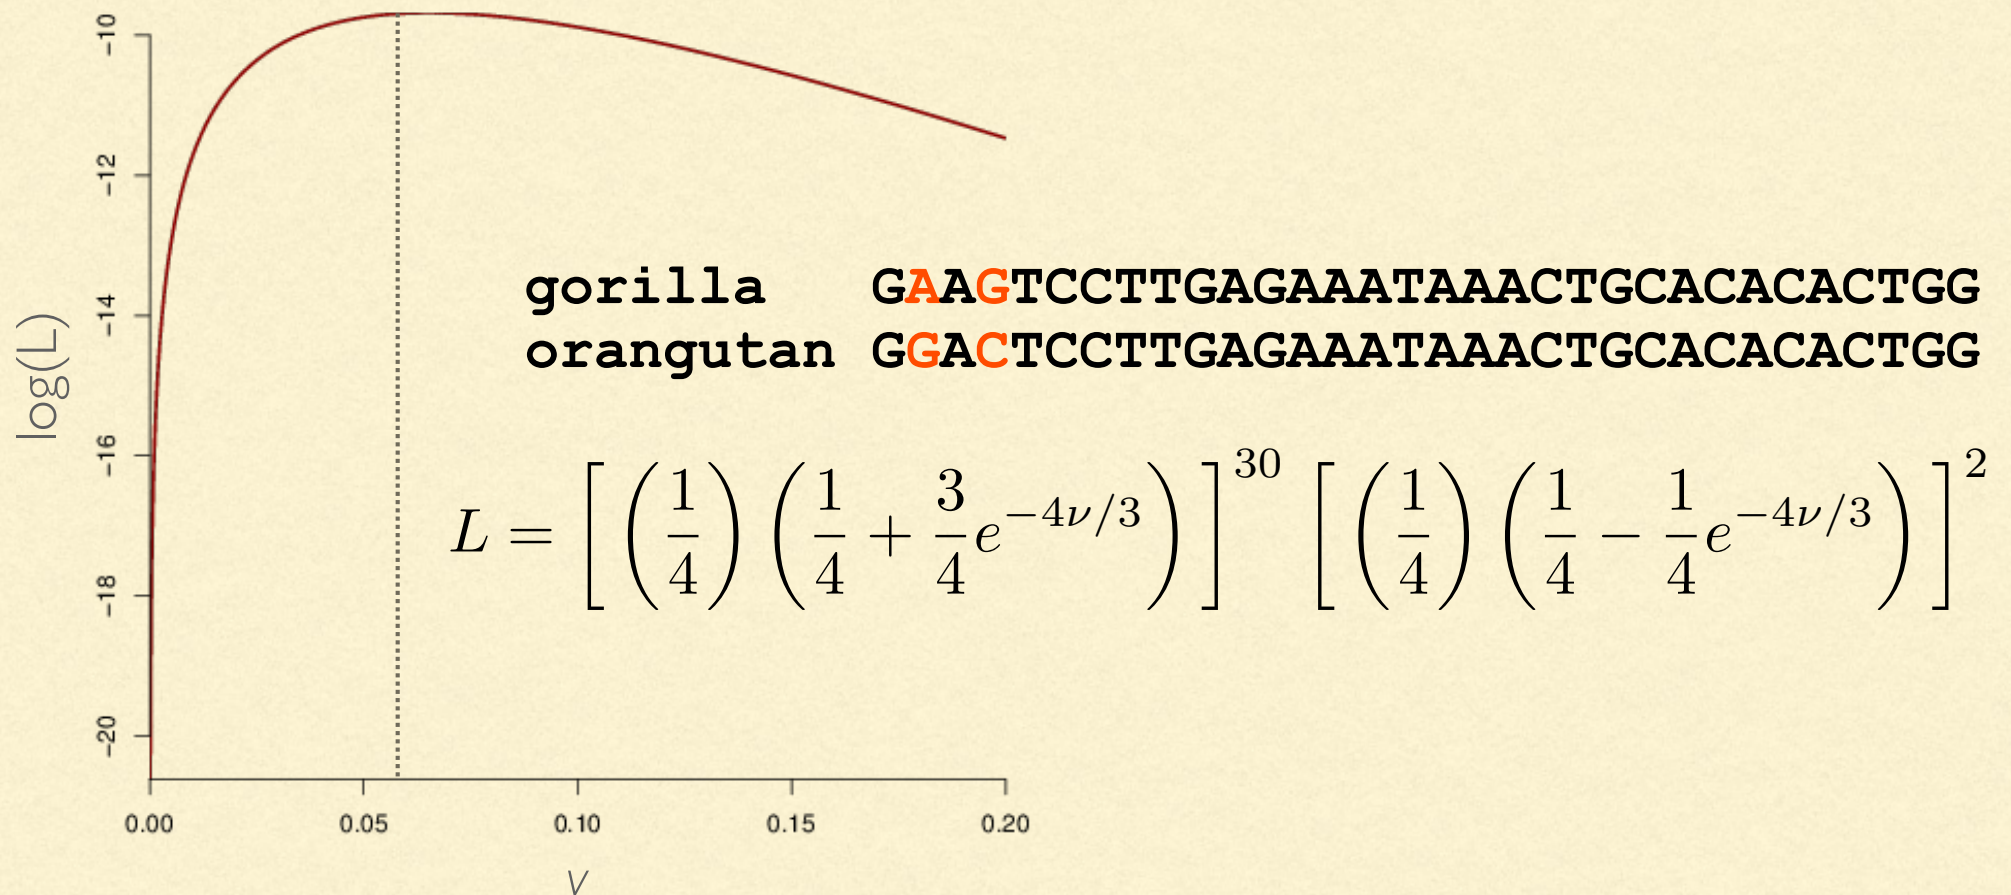 -10
-12
-14
-16
-18
-20
log(L)
0.00 0.05 0.10 0.15 0.20
ν
gorilla GAAGTCCTTGAGAAATAAACTGCACACACTGG
orangutan GGACTCCTTGAGAAATAAACTGCACACACTGG
L = [ (1/4) (1/4 + 3/4 e^{-4ν/3}) ]^{30} [ (1/4) (1/4 − 1/4 e^{-4ν/3}) ]^2